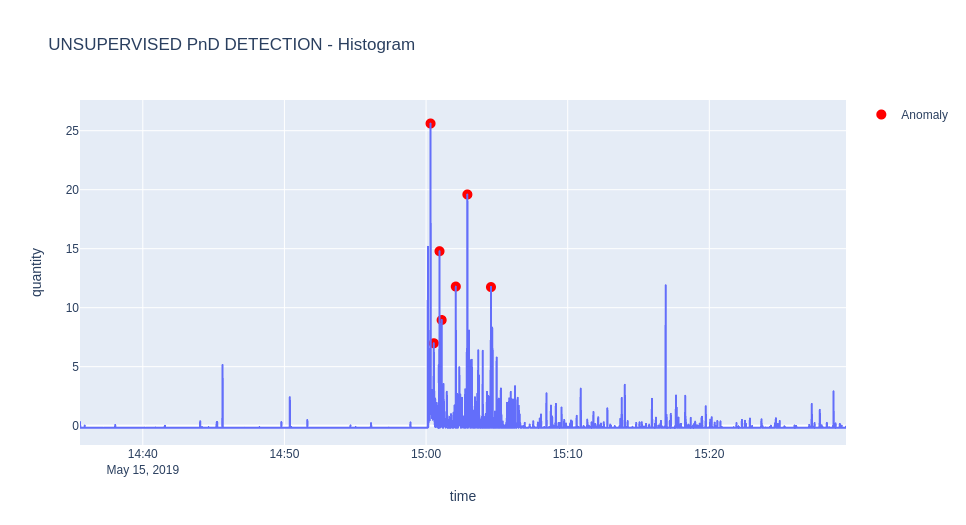 UNSUPERVISED PnD DETECTION - Histogram
Anomaly
25
20
15
10
5
0
quantity
14:40
14:50
15:00
15:10
15:20
May 15, 2019
time